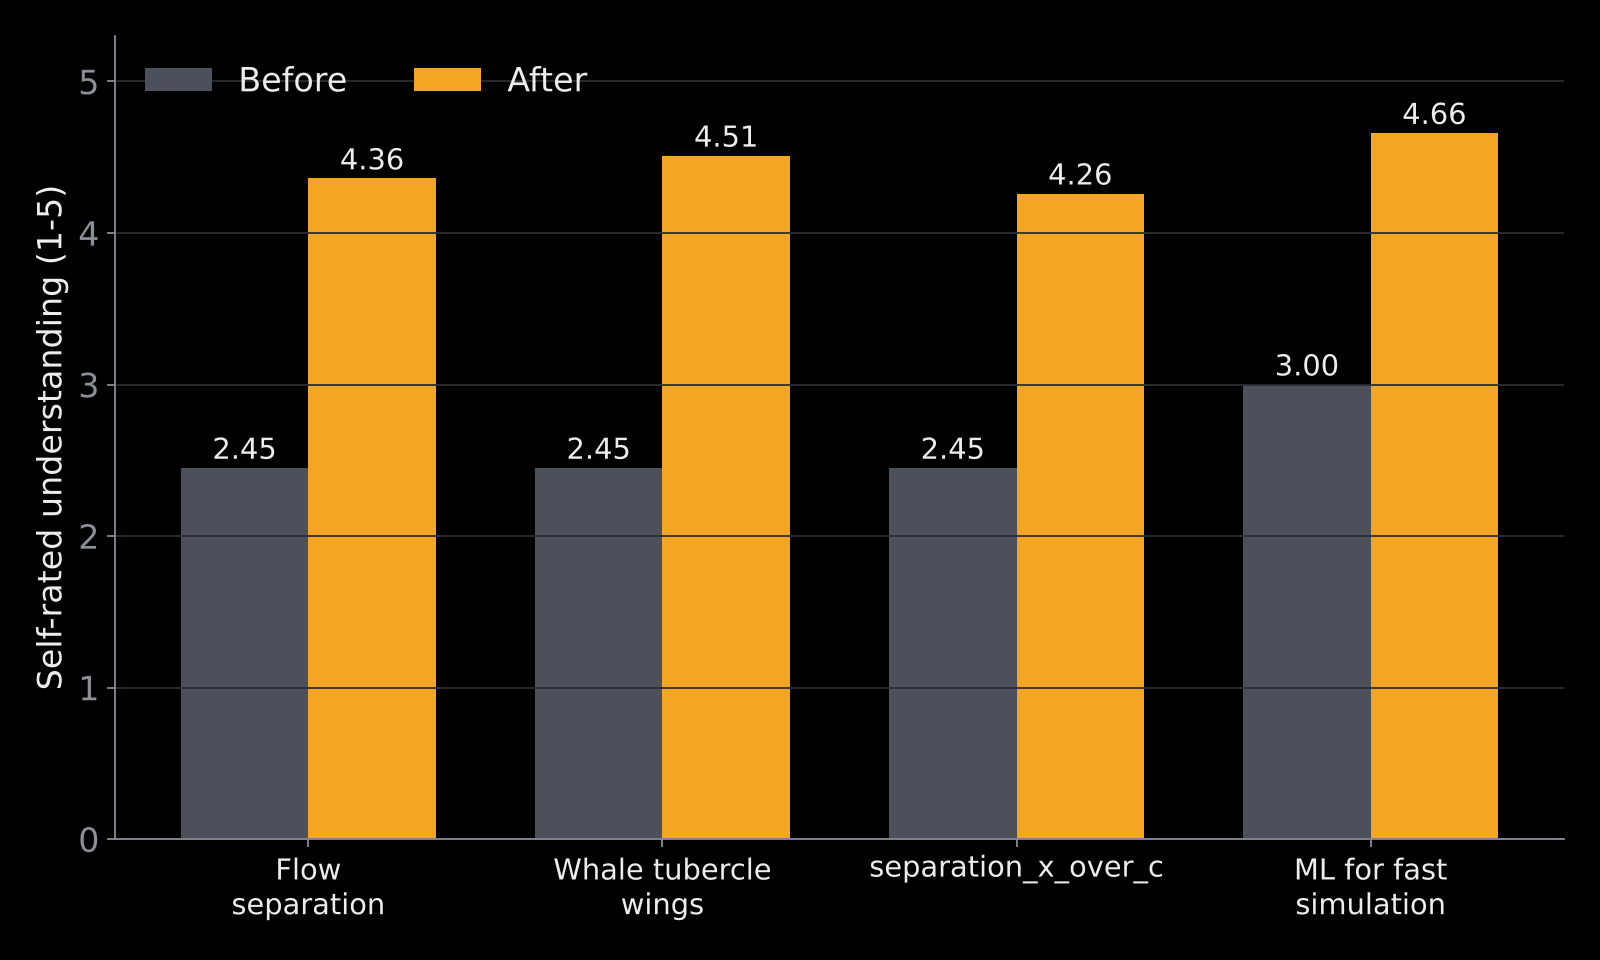 Self-rated understanding (1-5)
5
4
3
2
1
0
Before
After
2.45
4.36
2.45
4.51
2.45
4.26
3.00
4.66
Flow
separation
Whale tubercle
wings
separation_x_over_c
ML for fast
simulation